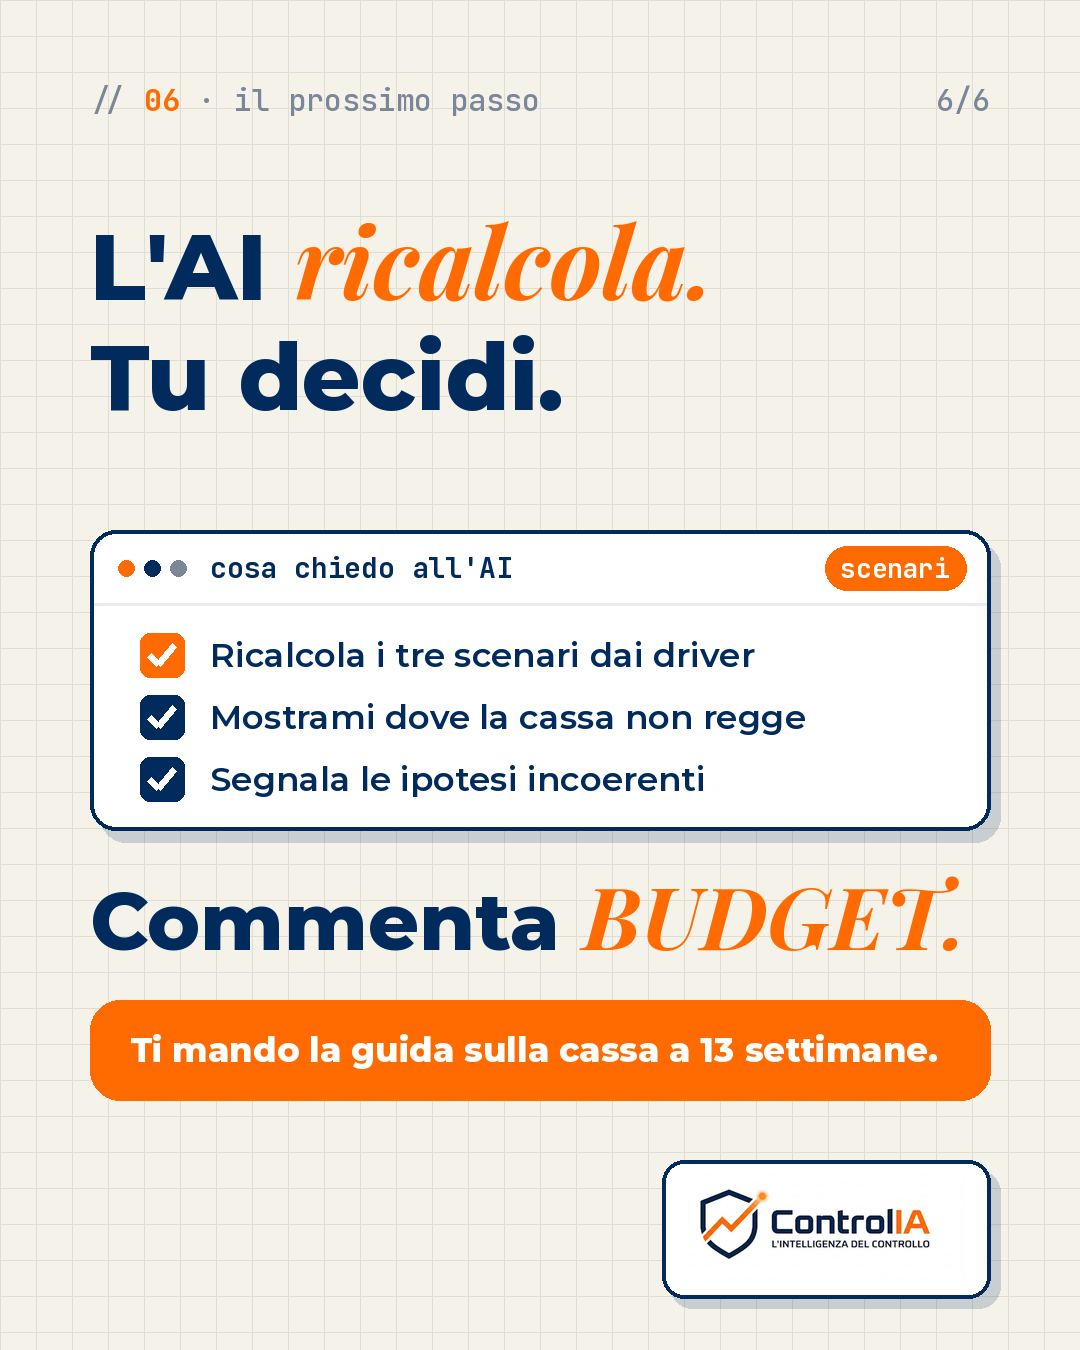 // 06 · il prossimo passo
6/6
L'AI ricalcola.
Tu decidi.
cosa chiedo all'AI
scenari
Ricalcola i tre scenari dai driver
Mostrami dove la cassa non regge
Segnala le ipotesi incoerenti
Commenta BUDGET.
Ti mando la guida sulla cassa a 13 settimane.
ControlIA
L'INTELLIGENZA DEL CONTROLLO